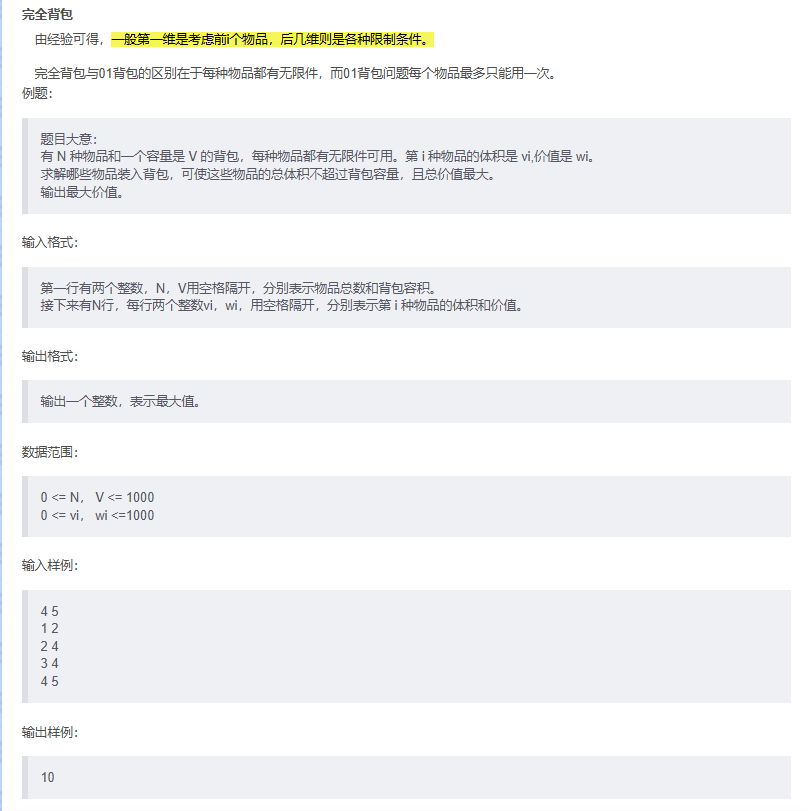 完全背包
由经验可得，一般第一维是考虑前i个物品，后几维则是各种限制条件。
完全背包与01背包的区别在于每种物品都有无限件，而01背包问题每个物品最多只能用一次。
例题：
题目大意：
有 N 种物品和一个容量是 V 的背包，每种物品都有无限件可用。第 i 种物品的体积是 vi,价值是 wi。
求解哪些物品装入背包，可使这些物品的总体积不超过背包容量，且总价值最大。
输出最大价值。
输入格式：
第一行有两个整数，N，V用空格隔开，分别表示物品总数和背包容积。
接下来有N行，每行两个整数vi，wi，用空格隔开，分别表示第 i 种物品的体积和价值。
输出格式：
输出一个整数，表示最大值。
数据范围：
0 <= N， V <= 1000
0 <= vi， wi <=1000
输入样例：
4 5
1 2
2 4
3 4
4 5
输出样例：
10